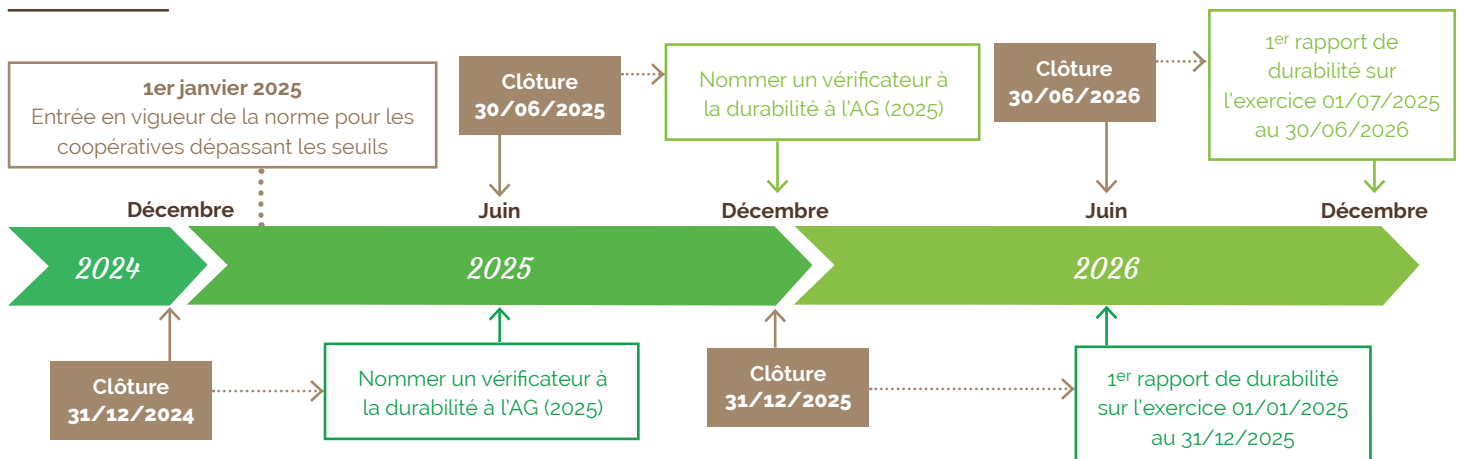 1er janvier 2025
Entrée en vigueur de la norme pour les
coopératives dépassant les seuils
Clôture
30/06/2025
Nommer un vérificateur à
la durabilité à l'AG (2025)
Clôture
30/06/2026
1er rapport de
durabilité sur
l'exercice 01/07/2025
au 30/06/2026
Décembre
Juin
Décembre
Juin
Décembre
2024
2025
2026
Clôture
31/12/2024
Nommer un vérificateur à
la durabilité à l'AG (2025)
Clôture
31/12/2025
1er rapport de durabilité
sur l'exercice 01/01/2025
au 31/12/2025